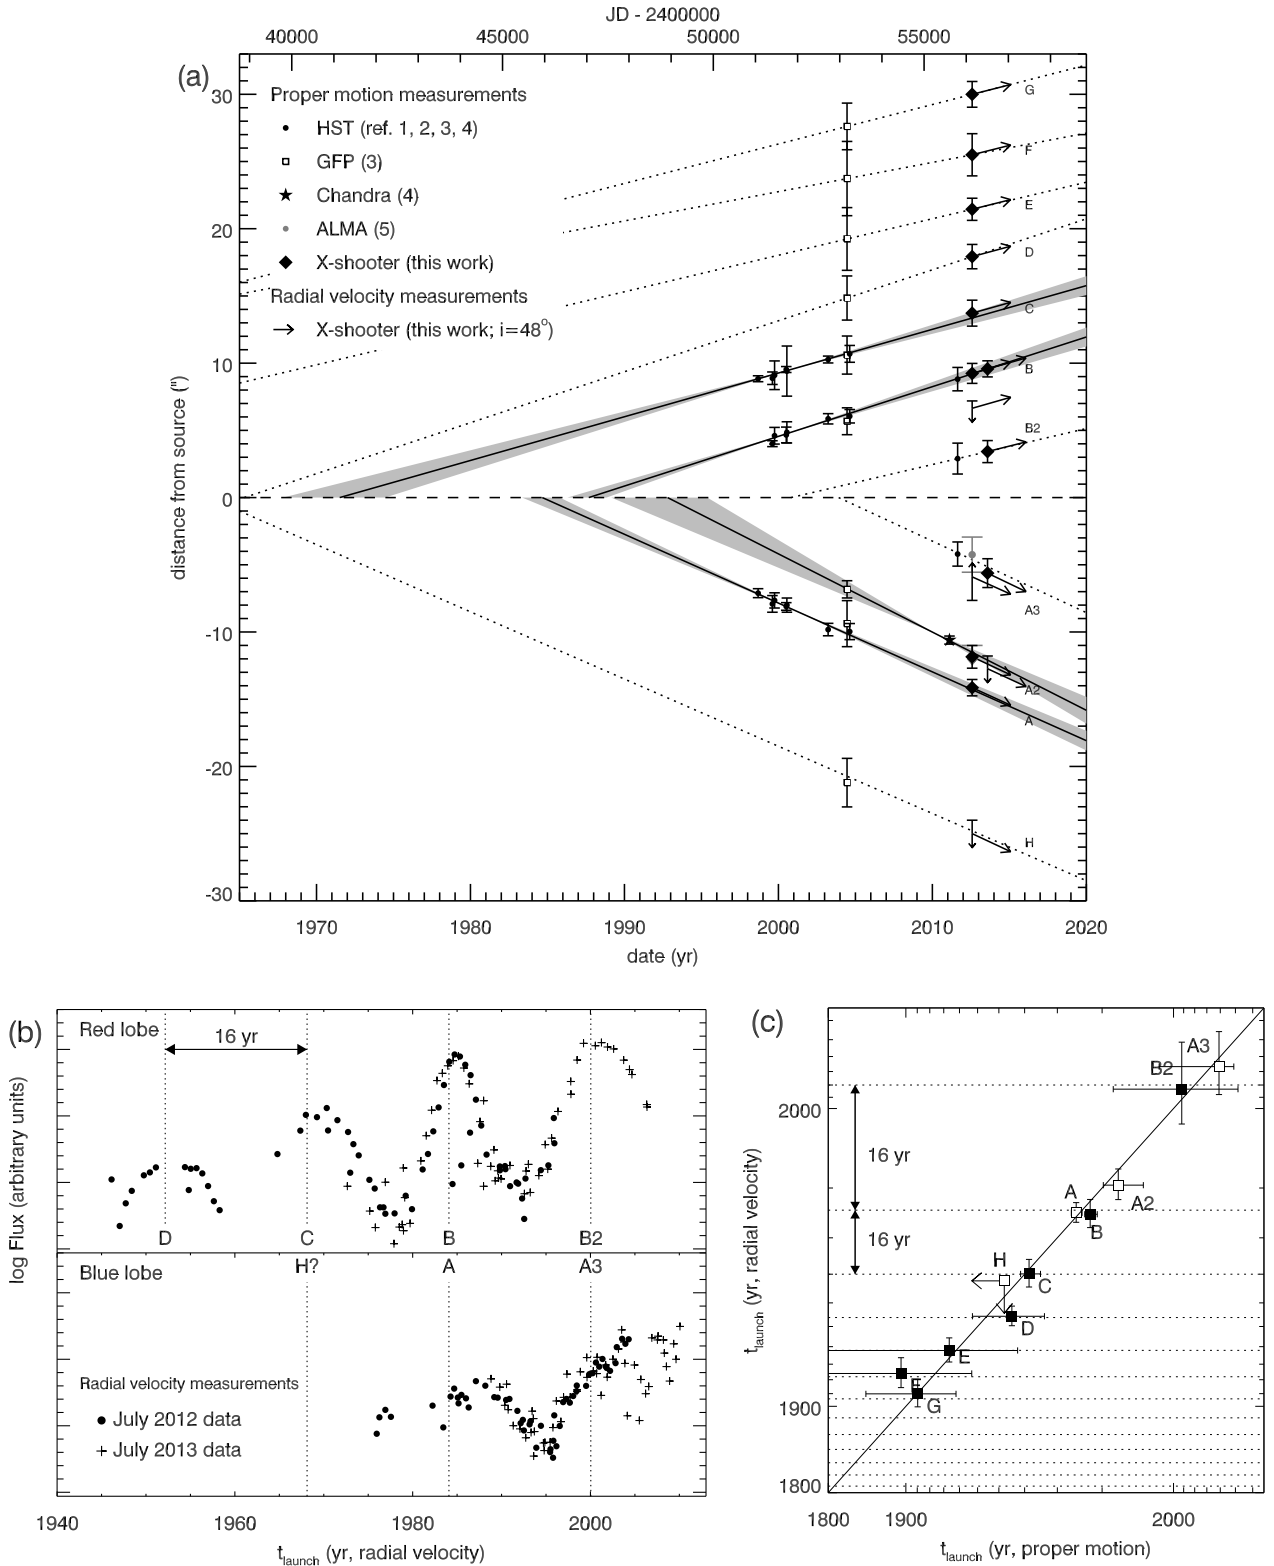 JD - 2400000
40000 45000 50000 55000
(a)
Proper motion measurements
HST (ref. 1, 2, 3, 4)
GFP (3)
Chandra (4)
ALMA (5)
X-shooter (this work)
Radial velocity measurements
X-shooter (this work; i=48°)
30
20
10
0
-10
-20
-30
distance from source (")
G
F
E
D
C
B
B2
A3
A2
A
H
1970 1980 1990 2000 2010 2020
date (yr)
(b)
Red lobe
16 yr
D C B B2
Blue lobe
H? A A3
Radial velocity measurements
July 2012 data
July 2013 data
log Flux (arbitrary units)
1940 1960 1980 2000
t_launch (yr, radial velocity)
(c)
A3
B2
2000
16 yr
A
A2
B
16 yr
H
C
D
E
F
1900
G
1800
t_launch (yr, radial velocity)
1800 1900 2000
t_launch (yr, proper motion)